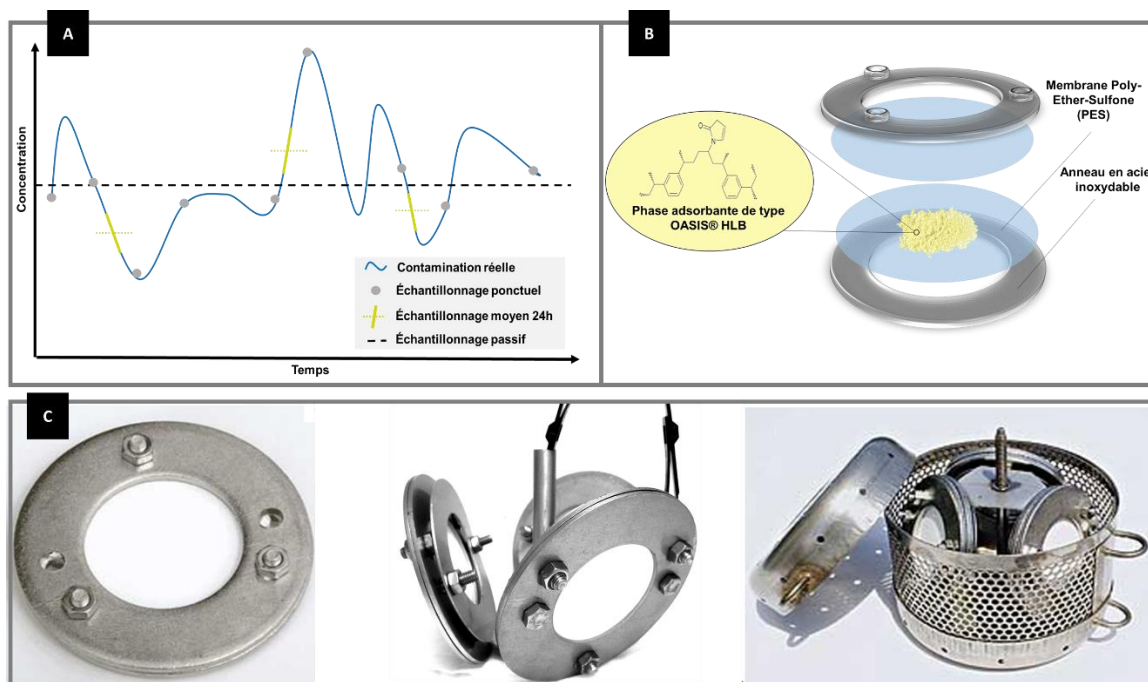 A
Concentration
Contamination réelle
Échantillonnage ponctuel
Échantillonnage moyen 24h
Échantillonnage passif
Temps
B
Membrane Poly-
Ether-Sulfone
(PES)
Anneau en acie
inoxydable
Phase adsorbante de type
OASIS® HLB
C